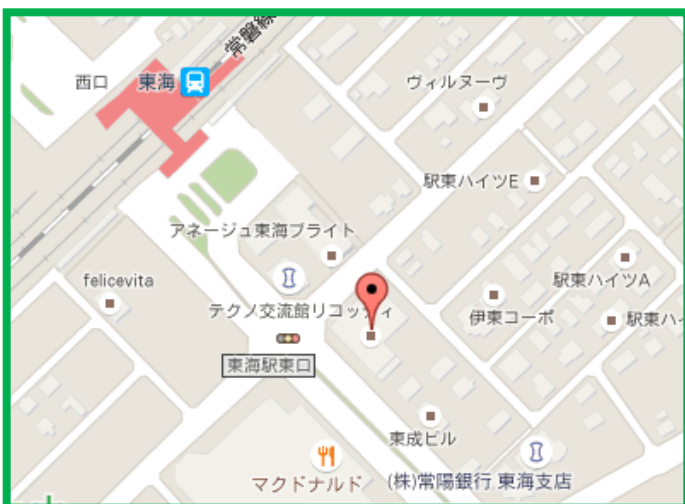 常磐線
西口
東海
ヴィルヌーヴ
駅東ハイツE
アネージュ東海ブライト
felicevita
駅東ハイツA
テクノ交流館リコッティ
伊東コーポ
駅東ハイ
東海駅東口
東成ビル
マクドナルド
(株)常陽銀行 東海支店